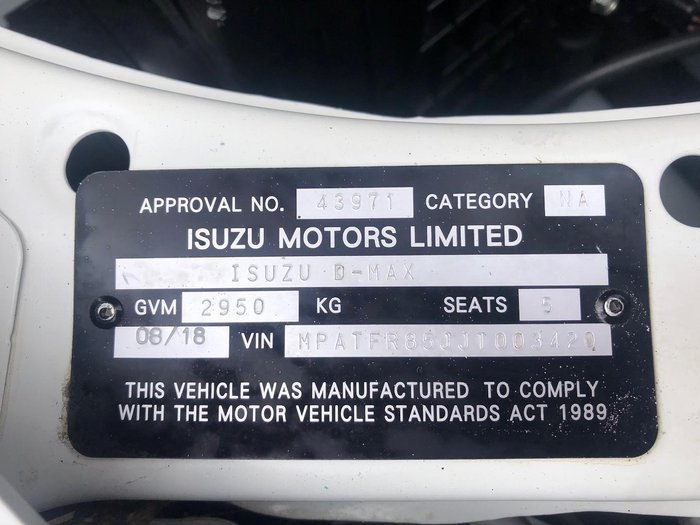 APPROVAL NO. 43971 CATEGORY NA
ISUZU MOTORS LIMITED
ISUZU D-MAX
GVM 2950 KG SEATS 5
08/18 VIN MPATFR85JJT003420
THIS VEHICLE WAS MANUFACTURED TO COMPLY
WITH THE MOTOR VEHICLE STANDARDS ACT 1989